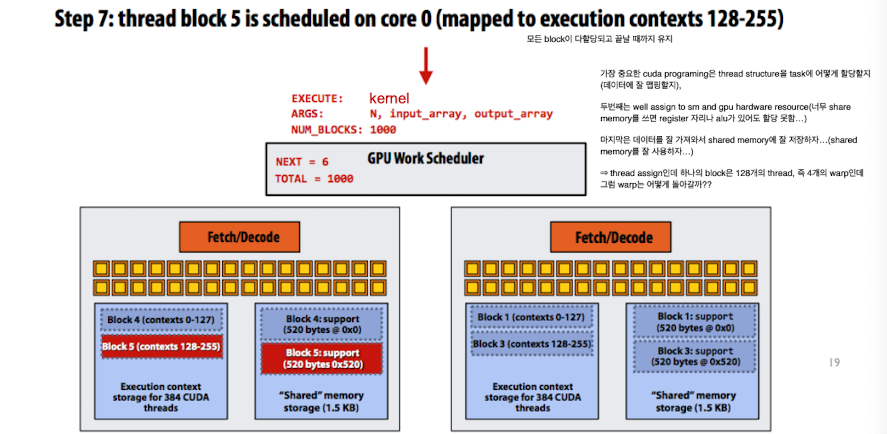 Step 7: thread block 5 is scheduled on core 0 (mapped to execution contexts 128-255)
모든 block이 다할당되고 끝날 때까지 유지
가장 중요한 cuda programing은 thread structure을 task에 어떻게 할당할지
(데이터에 잘 맵핑할지),
두번째는 well assign to sm and gpu hardware resource(너무 share
memory를 쓰면 register 자리나 alu가 있어도 할당 못함...)
마지막은 데이터를 잘 가져와서 shared memory에 잘 저장하자...(shared
memory를 잘 사용하자...)
⇒ thread assign인데 하나의 block은 128개의 thread, 즉 4개의 warp인데
그럼 warp는 어떻게 돌아갈까??
EXECUTE: kernel
ARGS: N, input_array, output_array
NUM_BLOCKS: 1000
GPU Work Scheduler
NEXT = 6
TOTAL = 1000
Fetch/Decode
Block 4 (contexts 0-127)
Block 5 (contexts 128-255)
Execution context
storage for 384 CUDA
threads
Block 4: support
(520 bytes @ 0x0)
Block 5: support
(520 bytes 0x520)
"Shared" memory
storage (1.5 KB)
Fetch/Decode
Block 1 (contexts 0-127)
Block 3 (contexts 128-255)
Execution context
storage for 384 CUDA
threads
Block 1: support
(520 bytes @ 0x0)
Block 3: support
(520 bytes @ 0x520)
"Shared" memory
storage (1.5 KB)
19